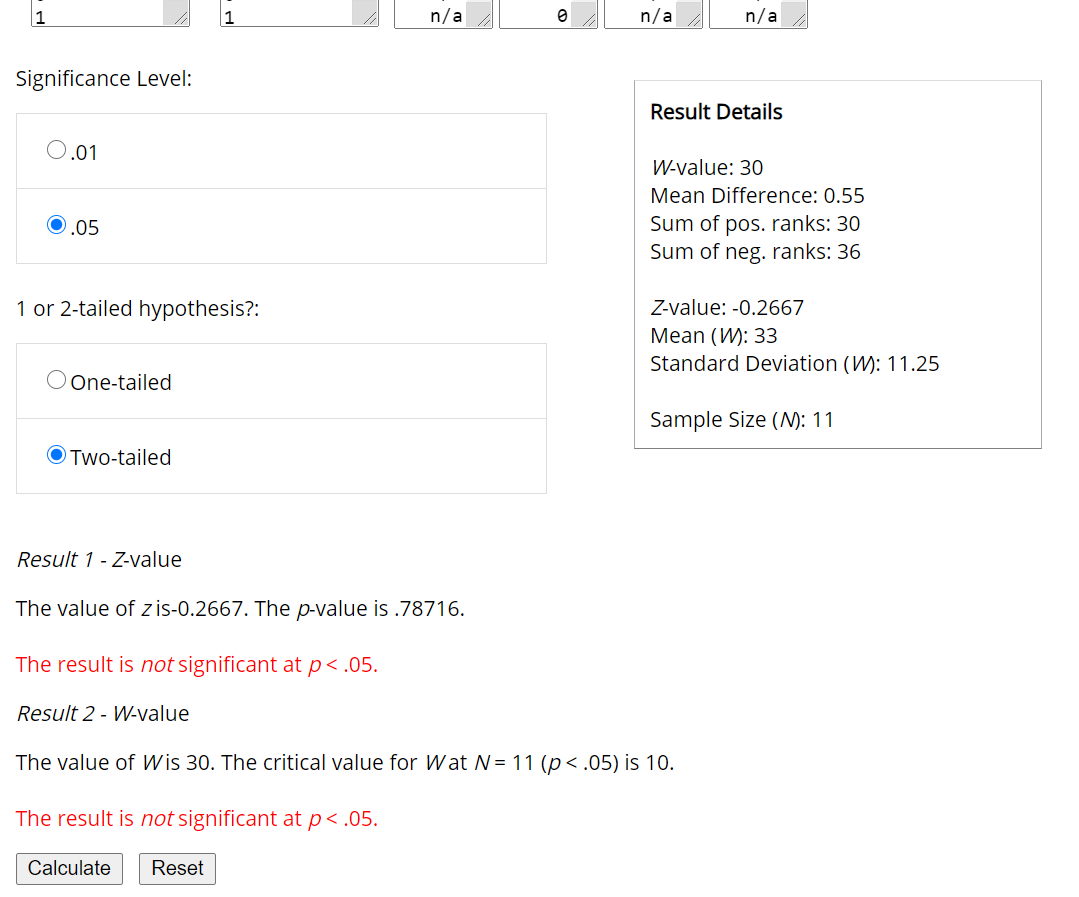 1 1 n/a 0 n/a n/a
Significance Level:
.01
.05
1 or 2-tailed hypothesis?:
One-tailed
Two-tailed
Result Details
W-value: 30
Mean Difference: 0.55
Sum of pos. ranks: 30
Sum of neg. ranks: 36
Z-value: -0.2667
Mean (W): 33
Standard Deviation (W): 11.25
Sample Size (N): 11
Result 1 - Z-value
The value of z is-0.2667. The p-value is .78716.
The result is not significant at p < .05.
Result 2 - W-value
The value of W is 30. The critical value for W at N = 11 (p < .05) is 10.
The result is not significant at p < .05.
Calculate Reset